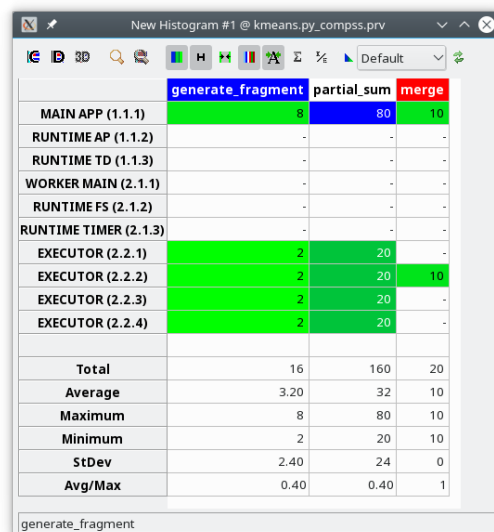 New Histogram #1 @ kmeans.py_compss.prv
3D H Σ ½ Default
generate_fragment partial_sum merge
MAIN APP (1.1.1) 8 80 10
RUNTIME AP (1.1.2) - - -
RUNTIME TD (1.1.3) - - -
WORKER MAIN (2.1.1) - - -
RUNTIME FS (2.1.2) - - -
RUNTIME TIMER (2.1.3) - - -
EXECUTOR (2.2.1) 2 20 -
EXECUTOR (2.2.2) 2 20 10
EXECUTOR (2.2.3) 2 20 -
EXECUTOR (2.2.4) 2 20 -
Total 16 160 20
Average 3.20 32 10
Maximum 8 80 10
Minimum 2 20 10
StDev 2.40 24 0
Avg/Max 0.40 0.40 1
generate_fragment